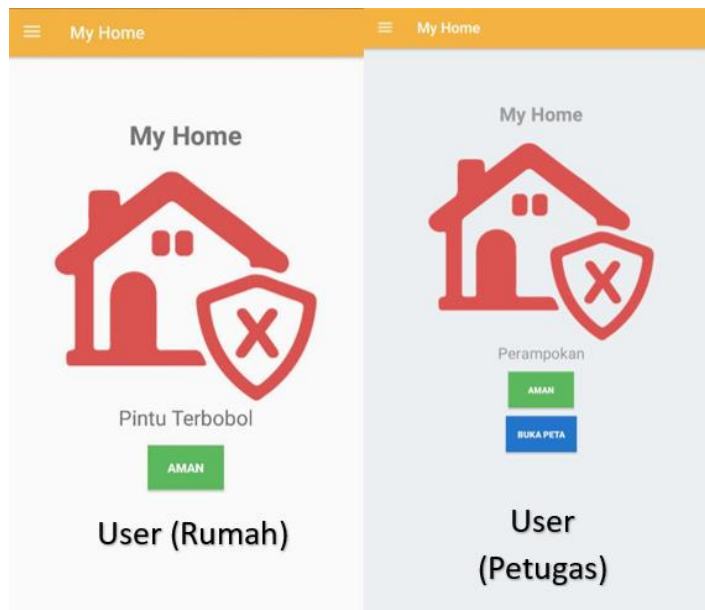 My Home
My Home
Pintu Terbobol
AMAN
User (Rumah)
My Home
My Home
Perampokan
AMAN
BUKA PETA
User
(Petugas)